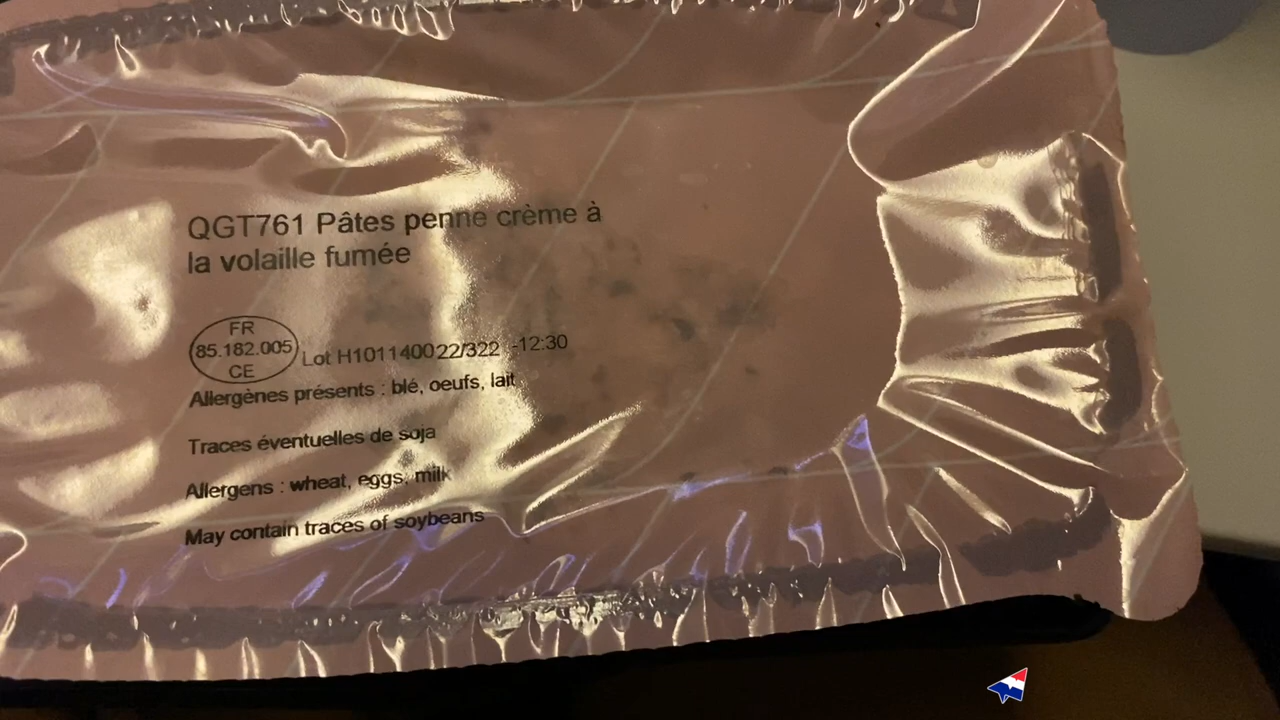 QGT761 Pâtes penne crème à
la volaille fumée
FR
85.182.005
CE
Lot H101140022/322 -12:30
Allergènes présents : blé, oeufs, lait
Traces éventuelles de soja
Allergens : wheat, eggs, milk
May contain traces of soybeans